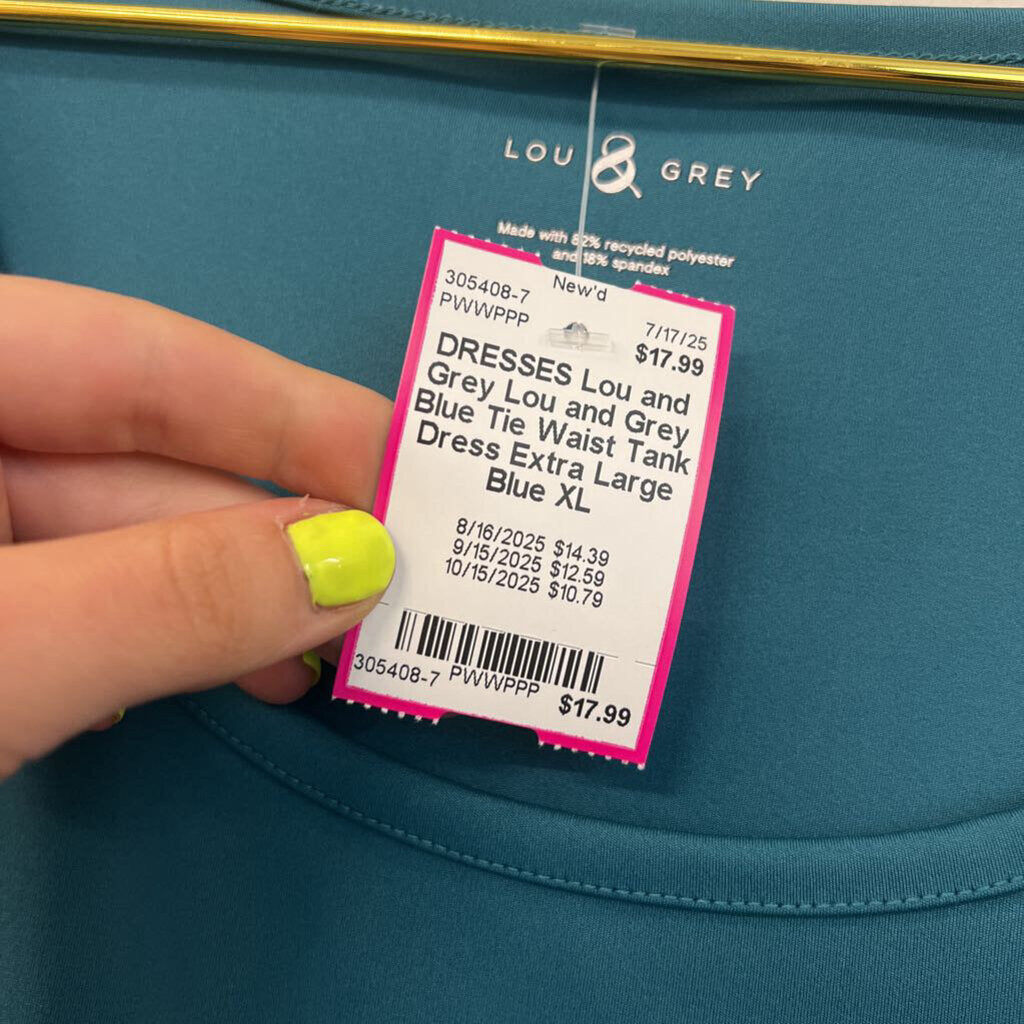 LOU & GREY
Made with 82% recycled polyester
and 18% spandex
New'd
305408-7
PWWPPP
7/17/25
$17.99
DRESSES Lou and
Grey Lou and Grey
Blue Tie Waist Tank
Dress Extra Large
Blue XL
8/16/2025 $14.39
9/15/2025 $12.59
10/15/2025 $10.79
305408-7 PWWPPP $17.99